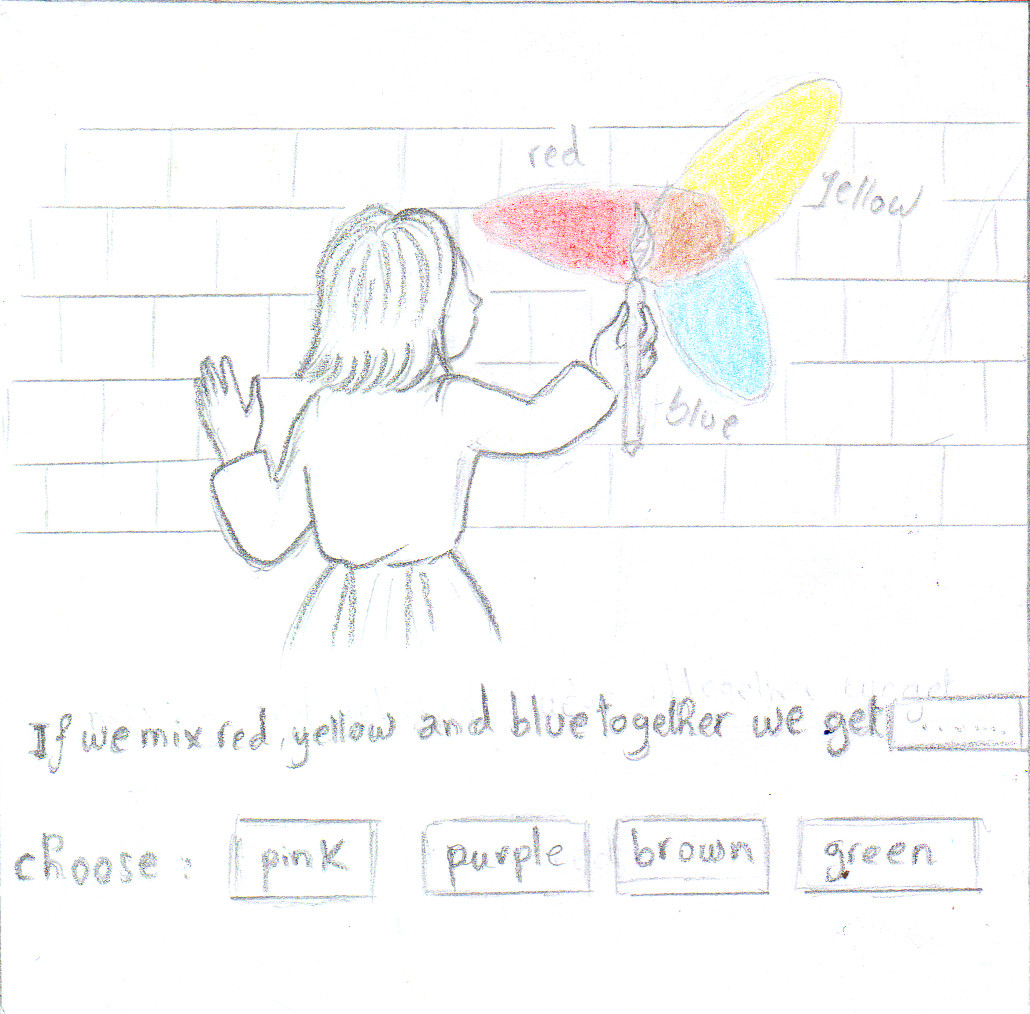 red
yellow
blue
If we mix red, yellow and blue together we get ......
choose : pink purple brown green